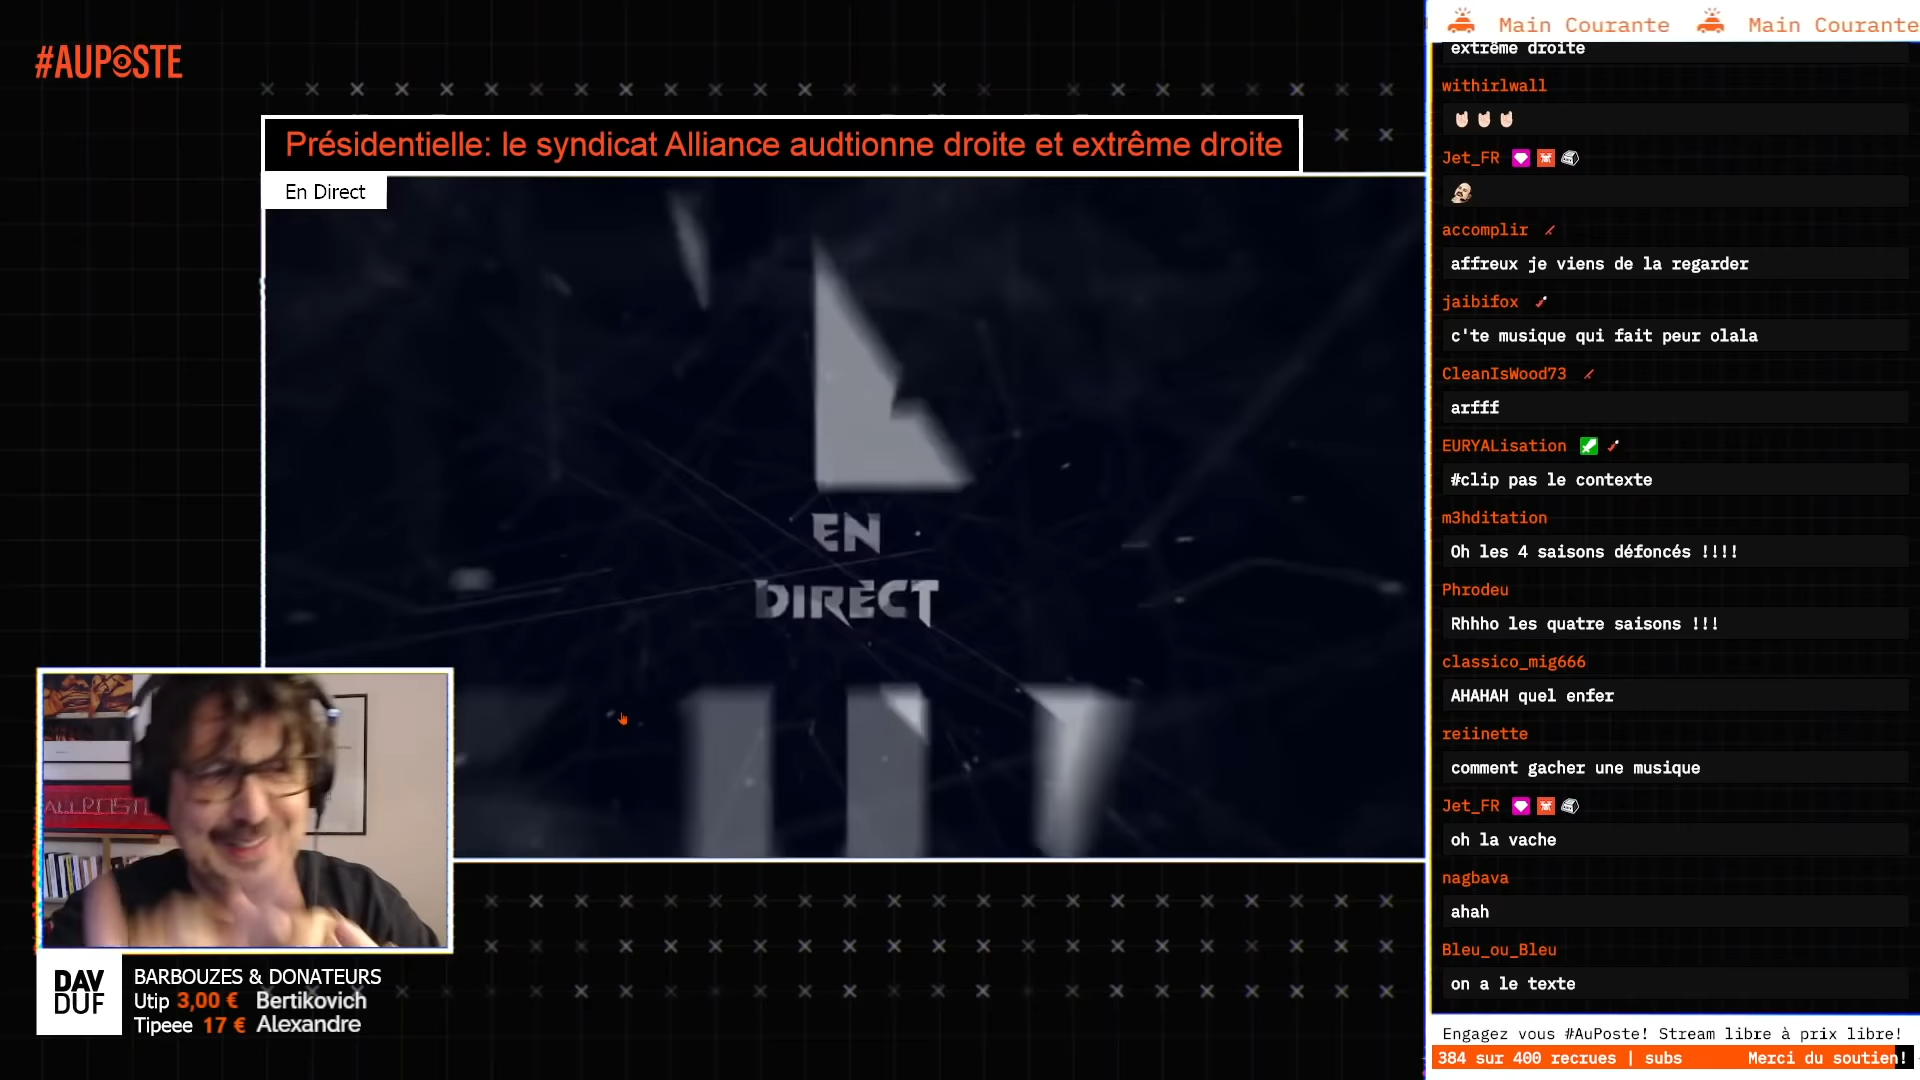 #AUPOSTE
Présidentielle: le syndicat Alliance audtionne droite et extrême droite
En Direct
EN
DIRECT
ALLPOSTE
DAV
DUF
BARBOUZES & DONATEURS
Utip 3,00 € Bertikovich
Tipeee 17 € Alexandre
Main Courante Main Courante
extrême droite
withirlwall
Jet_FR
accomplir
affreux je viens de la regarder
jaibifox
c'te musique qui fait peur olala
CleanIsWood73
arfff
EURYALisation
#clip pas le contexte
m3hditation
Oh les 4 saisons défoncés !!!!
Phrodeu
Rhhho les quatre saisons !!!
classico_mig666
AHAHAH quel enfer
reiinette
comment gacher une musique
Jet_FR
oh la vache
nagbava
ahah
Bleu_ou_Bleu
on a le texte
Engagez vous #AuPoste! Stream libre à prix libre!
384 sur 400 recrues | subs Merci du soutien!